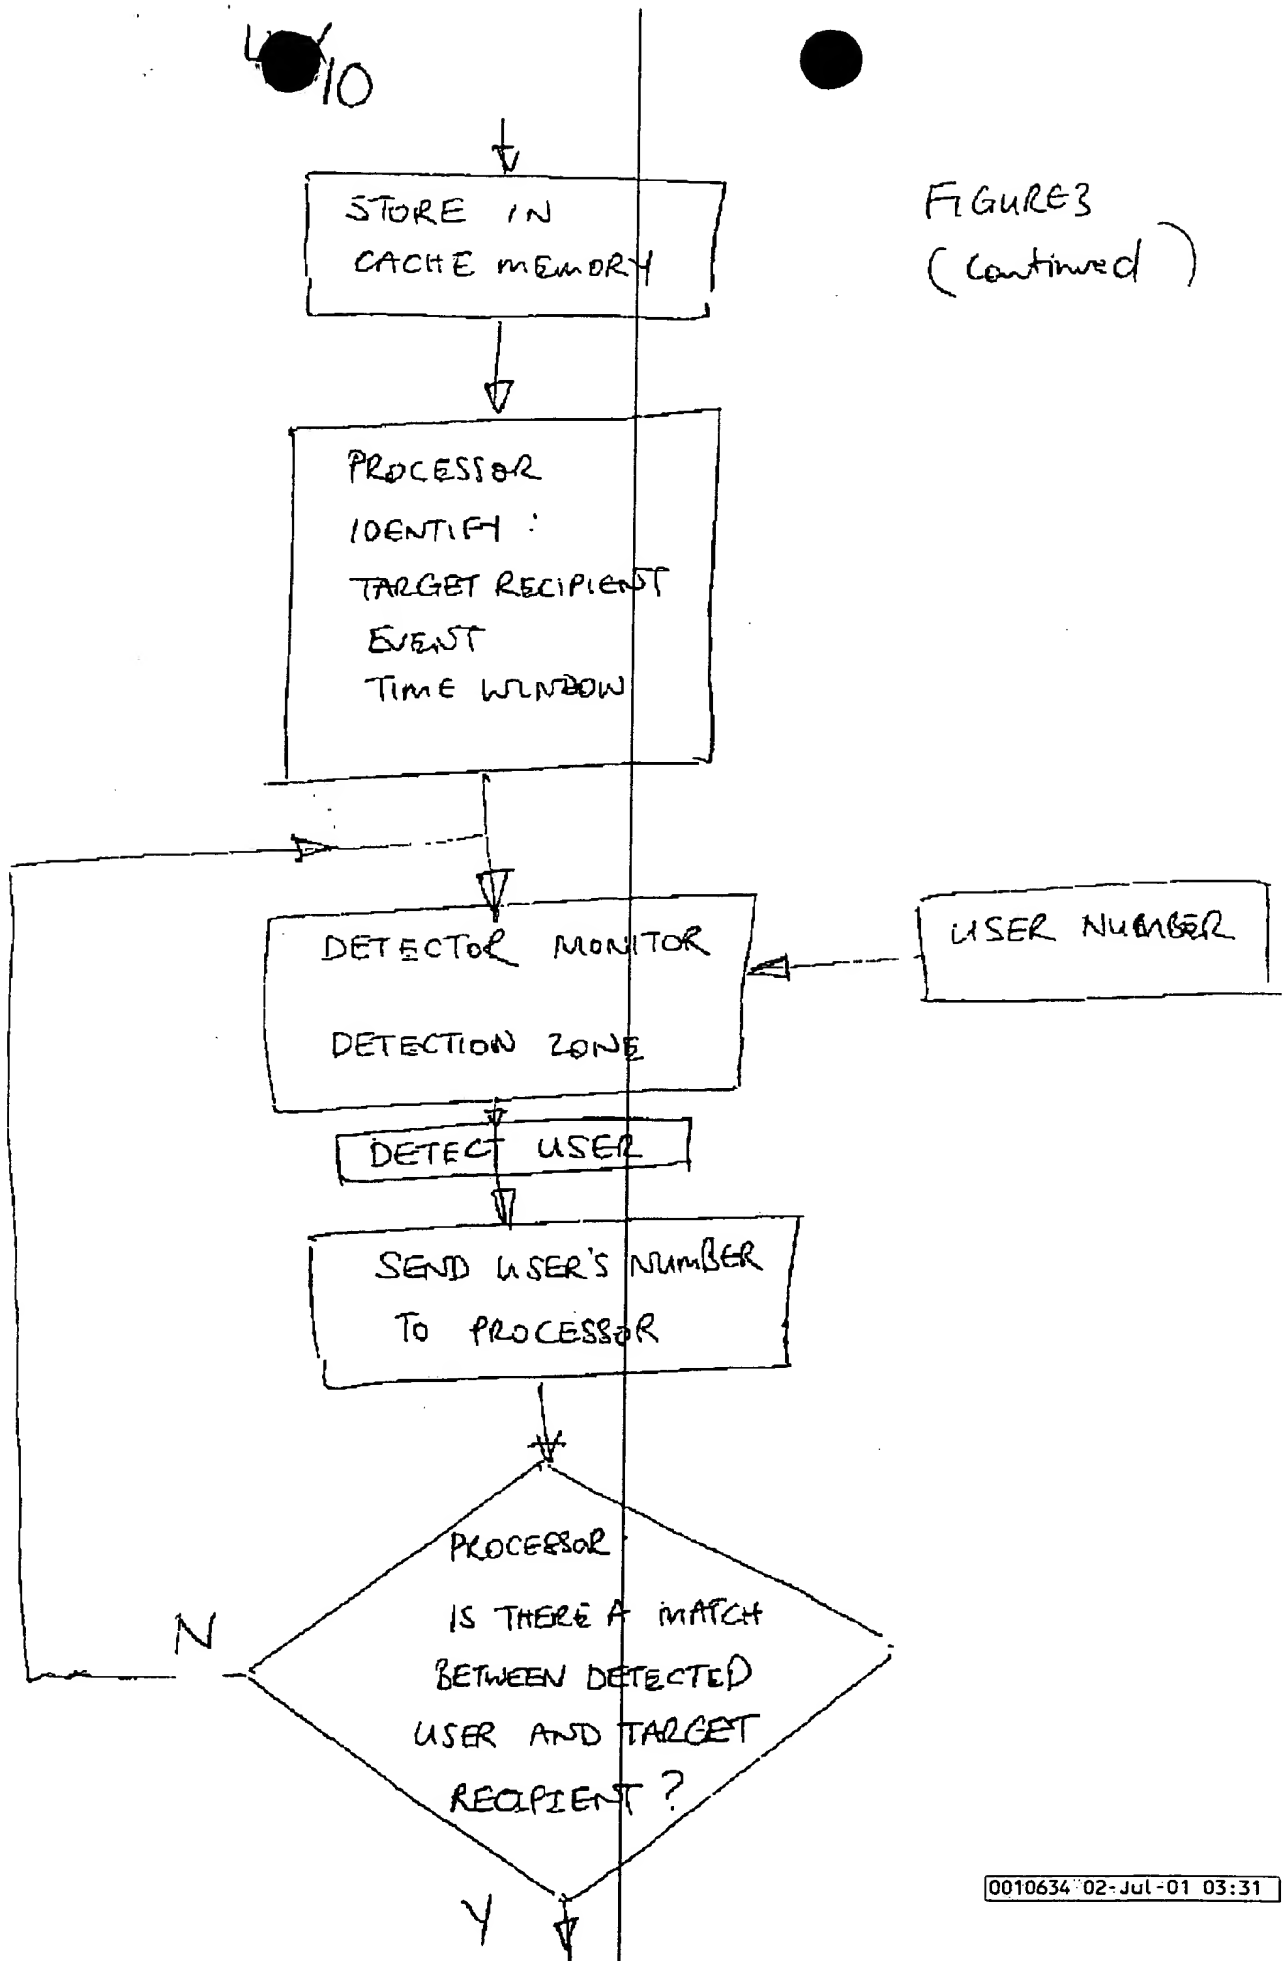 4/10
FIGURE 3
(continued)
STORE IN
CACHE MEMORY
PROCESSOR
IDENTIFY:
TARGET RECIPIENT
EVENT
TIME WINDOW
DETECTOR MONITOR
DETECTION ZONE
USER NUMBER
DETECT USER
SEND USER'S NUMBER
TO PROCESSOR
PROCESSOR
IS THERE A MATCH
BETWEEN DETECTED
USER AND TARGET
RECIPIENT?
N
Y
0010634 02-Jul-01 03:31